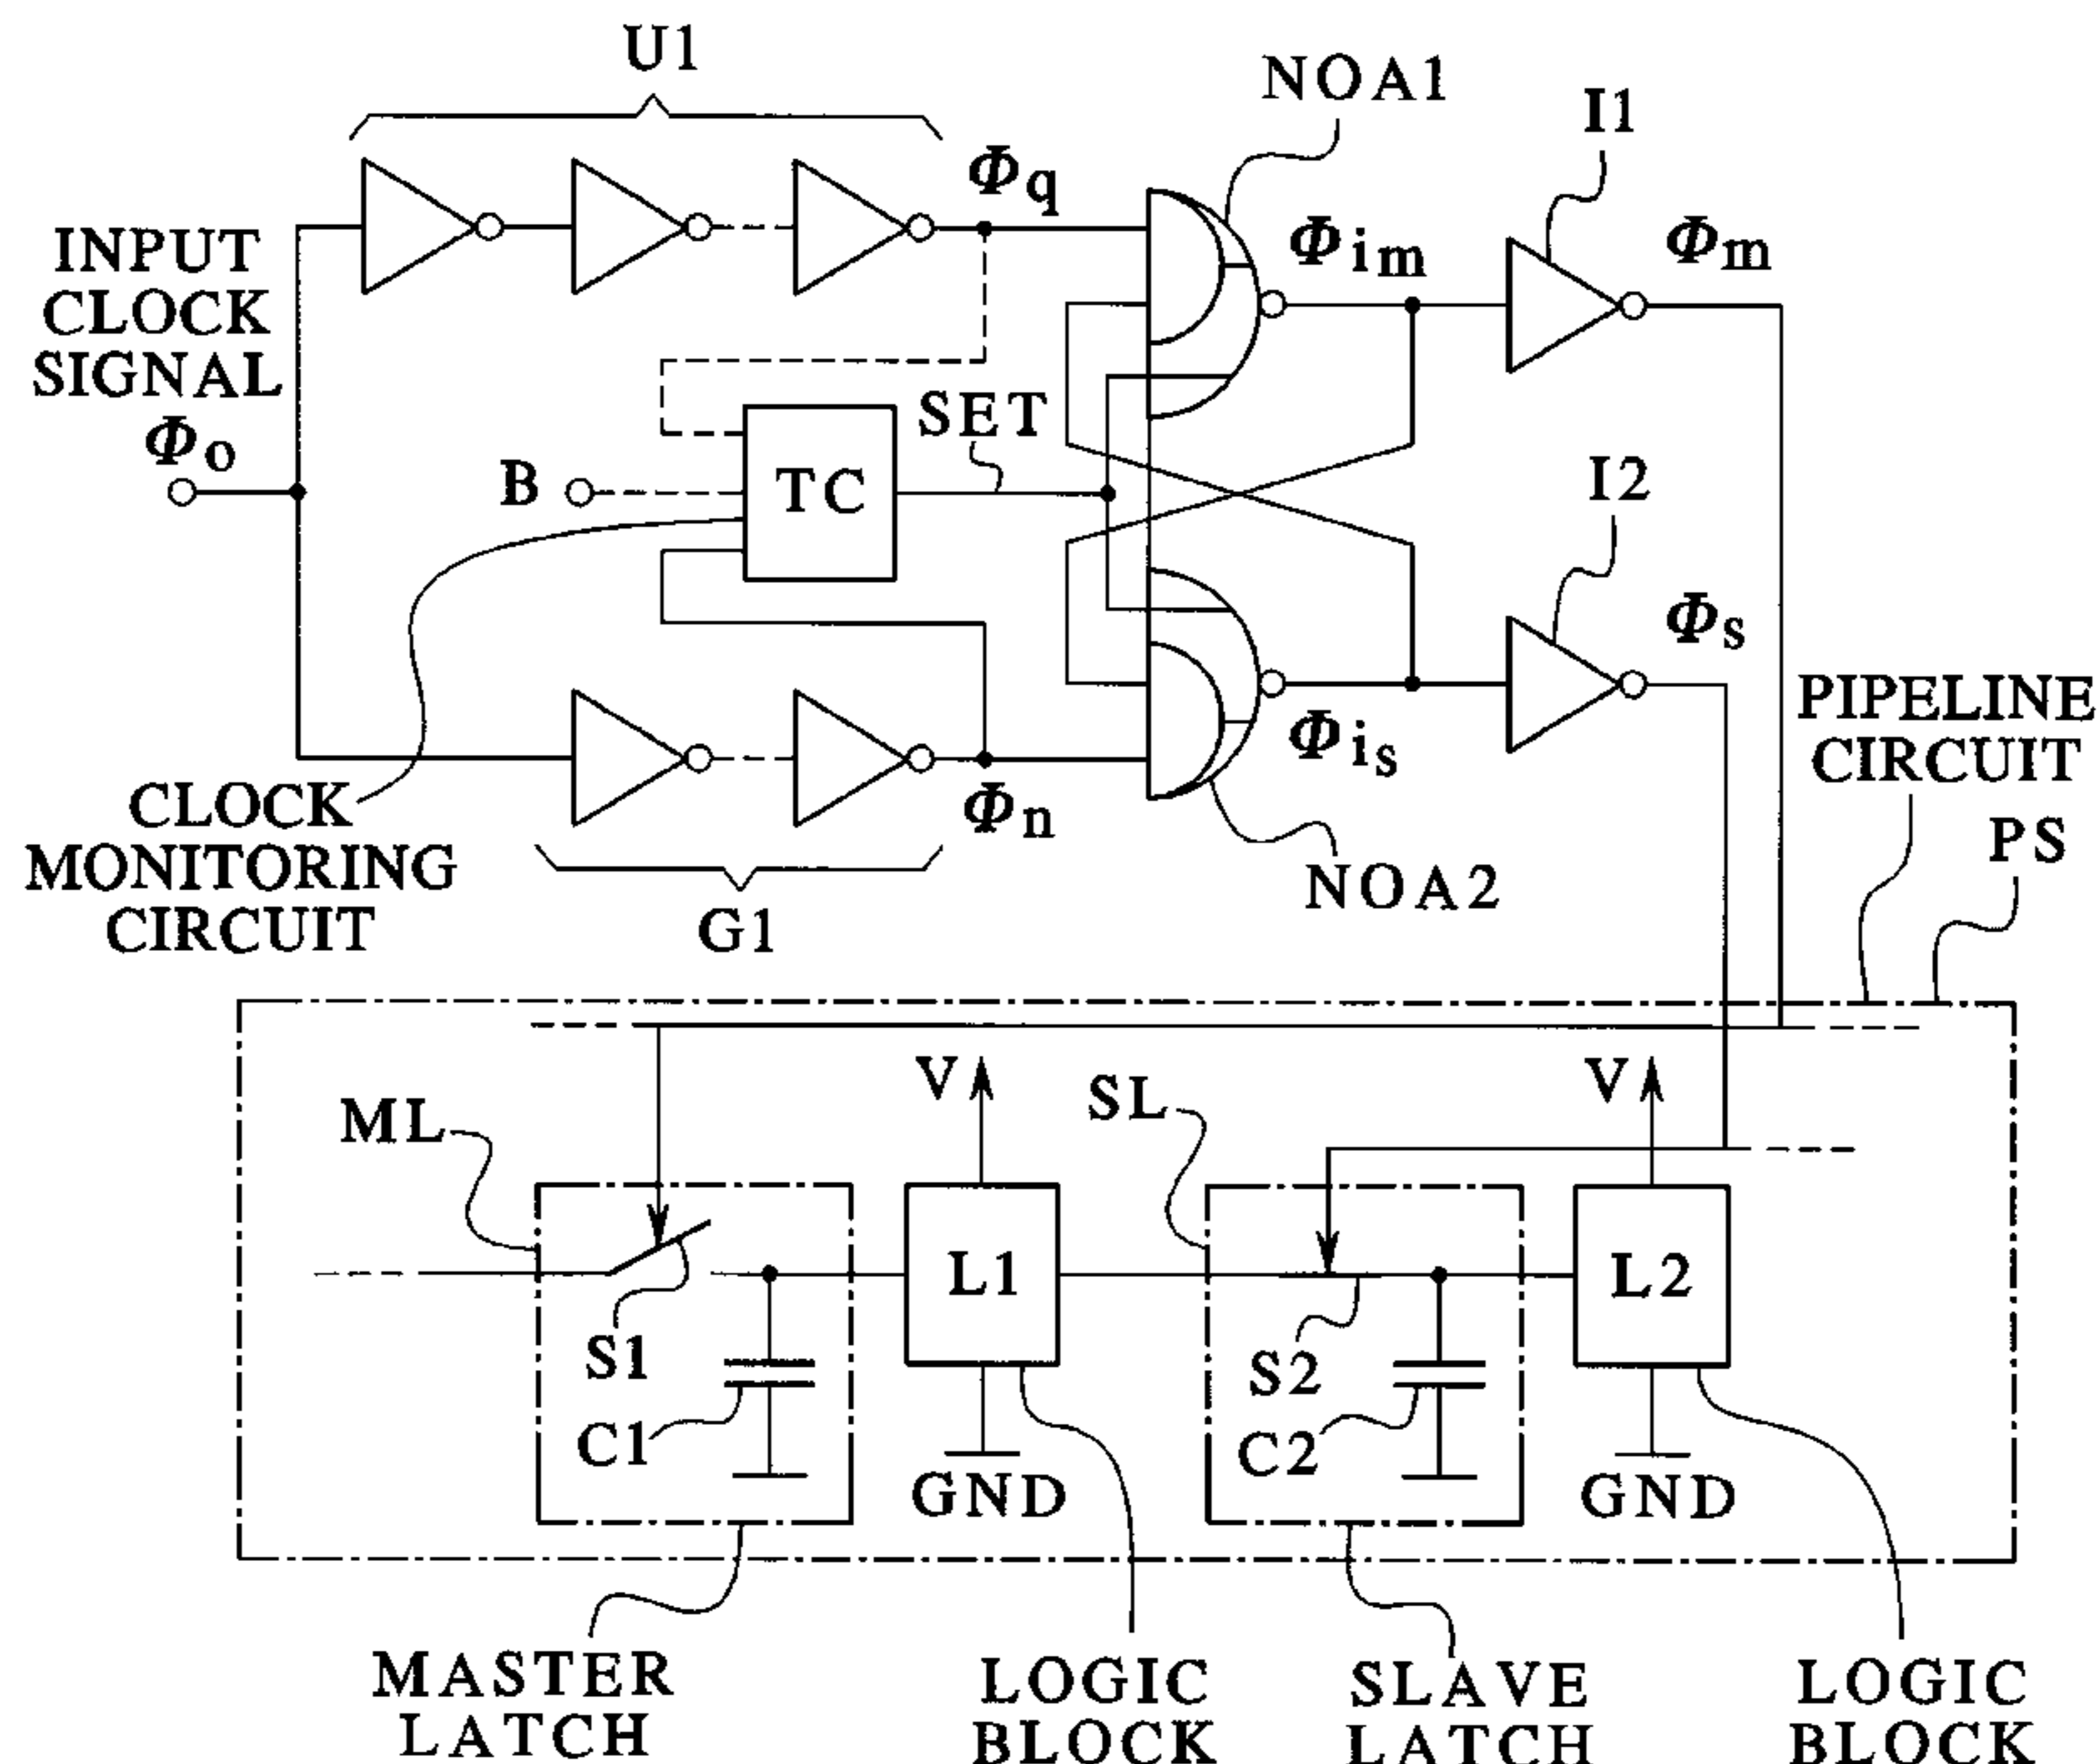 U1
NOA1
I1
Φq
Φim
Φm
INPUT
CLOCK
SIGNAL
Φo
SET
B
TC
I2
Φs
PIPELINE
CIRCUIT
PS
Φis
CLOCK
MONITORING
CIRCUIT
Φn
NOA2
G1
V
V
ML
SL
L1
L2
S1
S2
C1
C2
GND
GND
MASTER
LATCH
LOGIC
BLOCK
SLAVE
LATCH
LOGIC
BLOCK